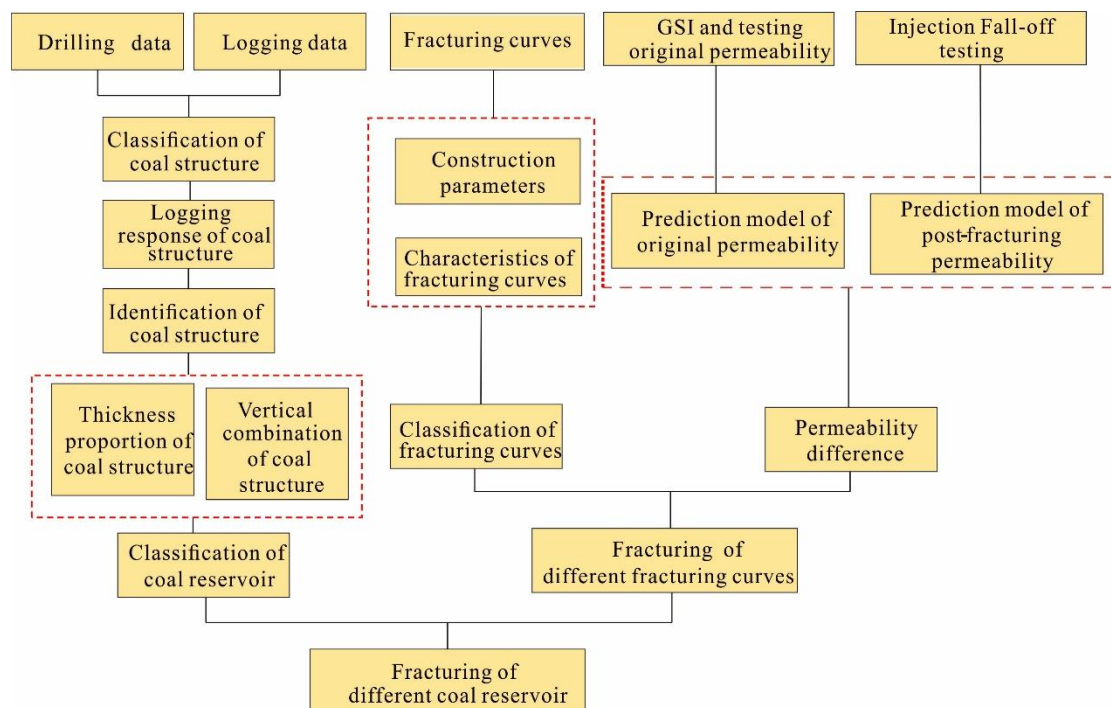 Drilling data
Logging data
Fracturing curves
GSI and testing
original permeability
Injection Fall-off
testing
Classification of
coal structure
Logging
response of coal
structure
Identification of
coal structure
Construction
parameters
Characteristics of
fracturing curves
Prediction model of
original permeability
Prediction model of
post-fracturing
permeability
Thickness
proportion of
coal structure
Vertical
combination
of coal
structure
Classification of
fracturing curves
Permeability
difference
Classification of
coal reservoir
Fracturing of
different fracturing curves
Fracturing of
different coal reservoir